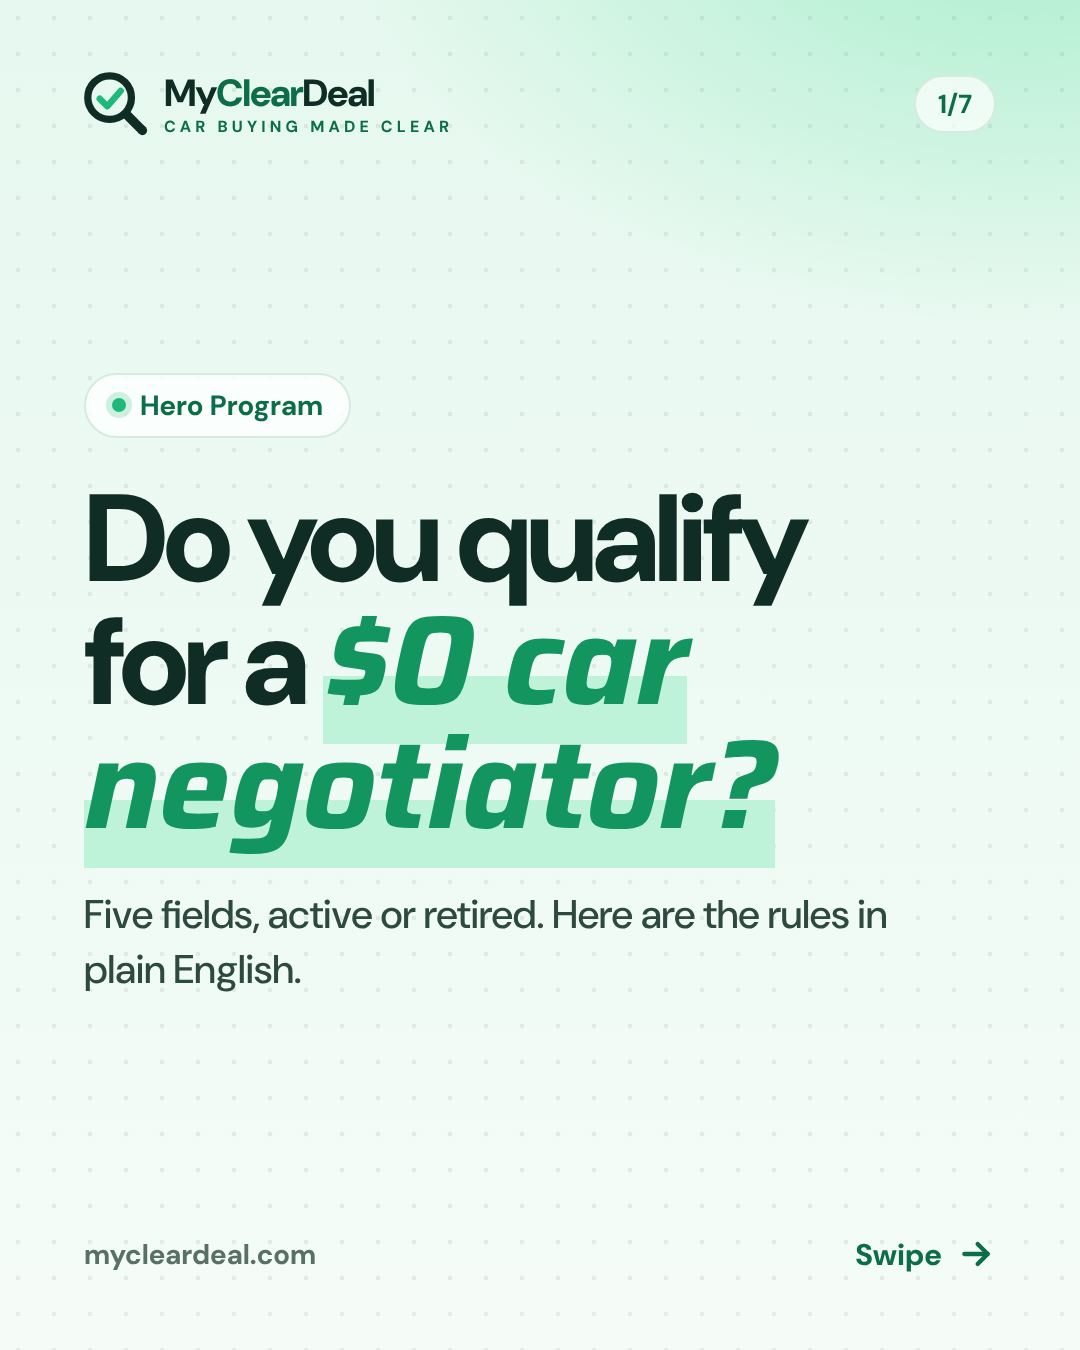 MyClearDeal
CAR BUYING MADE CLEAR
1/7
Hero Program
Do you qualify
for a $0 car
negotiator?
Five fields, active or retired. Here are the rules in
plain English.
mycleardeal.com
Swipe →